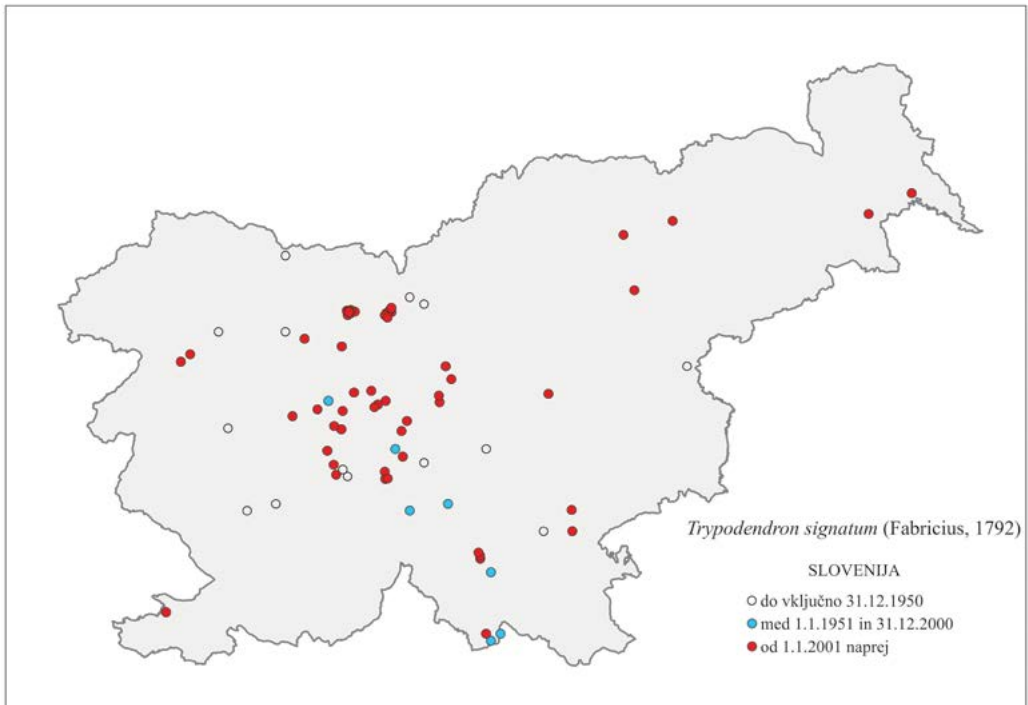 Trypodendron signatum (Fabricius, 1792)
SLOVENIJA
do vključno 31.12.1950
med 1.1.1951 in 31.12.2000
od 1.1.2001 naprej